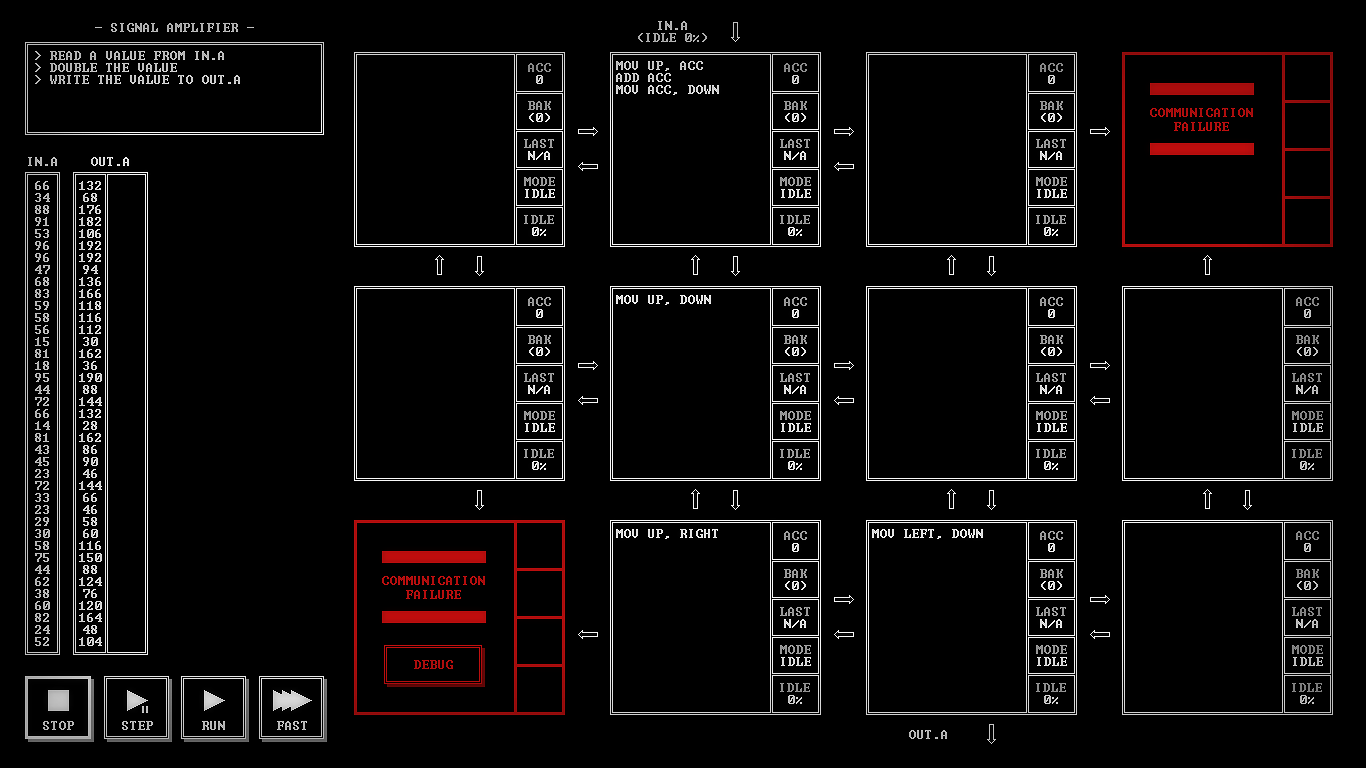 - SIGNAL AMPLIFIER -
> READ A VALUE FROM IN.A
> DOUBLE THE VALUE
> WRITE THE VALUE TO OUT.A
IN.A OUT.A
66 132
34 68
88 176
91 182
53 106
96 192
96 192
47 94
68 136
83 166
59 118
58 116
56 112
15 30
81 162
18 36
95 190
44 88
72 144
66 132
14 28
81 162
43 86
45 90
23 46
72 144
33 66
23 46
29 58
30 60
58 116
75 150
44 88
62 124
38 76
60 120
82 164
24 48
52 104
STOP
STEP
RUN
FAST
IN.A
(IDLE 0%)
ACC
0
BAK
(0)
LAST
N/A
MODE
IDLE
IDLE
0%
MOV UP, ACC
ADD ACC
MOV ACC, DOWN
ACC
0
BAK
(0)
LAST
N/A
MODE
IDLE
IDLE
0%
ACC
0
BAK
(0)
LAST
N/A
MODE
IDLE
IDLE
0%
COMMUNICATION
FAILURE
ACC
0
BAK
(0)
LAST
N/A
MODE
IDLE
IDLE
0%
MOV UP, DOWN
ACC
0
BAK
(0)
LAST
N/A
MODE
IDLE
IDLE
0%
ACC
0
BAK
(0)
LAST
N/A
MODE
IDLE
IDLE
0%
ACC
0
BAK
(0)
LAST
N/A
MODE
IDLE
IDLE
0%
COMMUNICATION
FAILURE
DEBUG
MOV UP, RIGHT
ACC
0
BAK
(0)
LAST
N/A
MODE
IDLE
IDLE
0%
MOV LEFT, DOWN
ACC
0
BAK
(0)
LAST
N/A
MODE
IDLE
IDLE
0%
ACC
0
BAK
(0)
LAST
N/A
MODE
IDLE
IDLE
0%
OUT.A